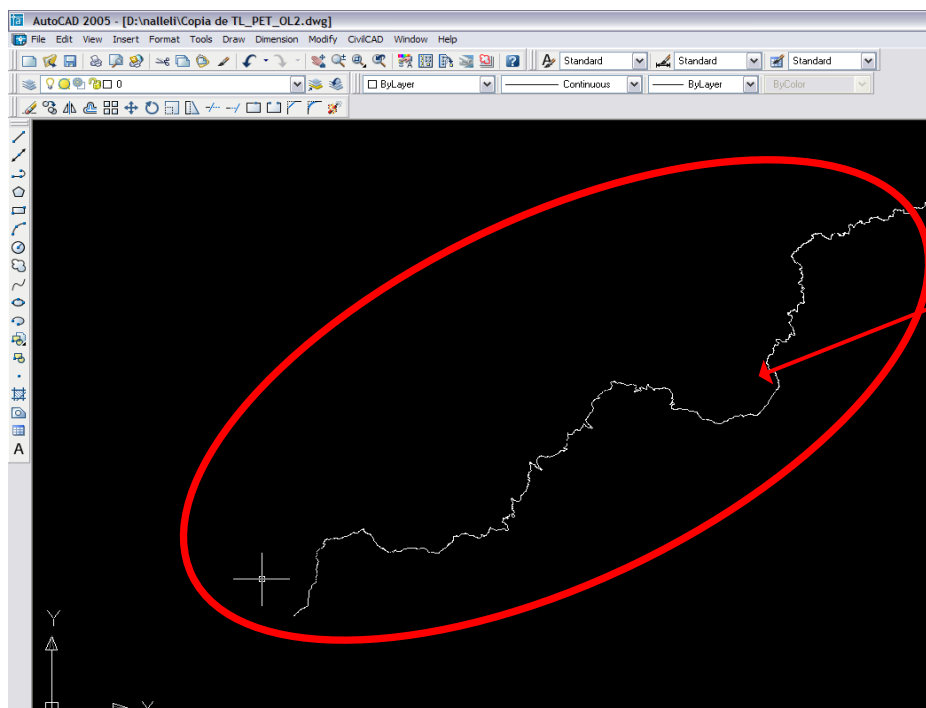 AutoCAD 2005 - [D:\nalleli\Copia de TL_PET_OL2.dwg]
File Edit View Insert Format Tools Draw Dimension Modify CivilCAD Window Help
Standard Standard Standard
0 ByLayer Continuous ByLayer ByColor
A
Y
X